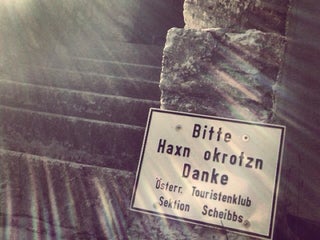 Bitte
Haxn okrotzn
Danke
Österr. Touristenklub
Sektion Scheibbs